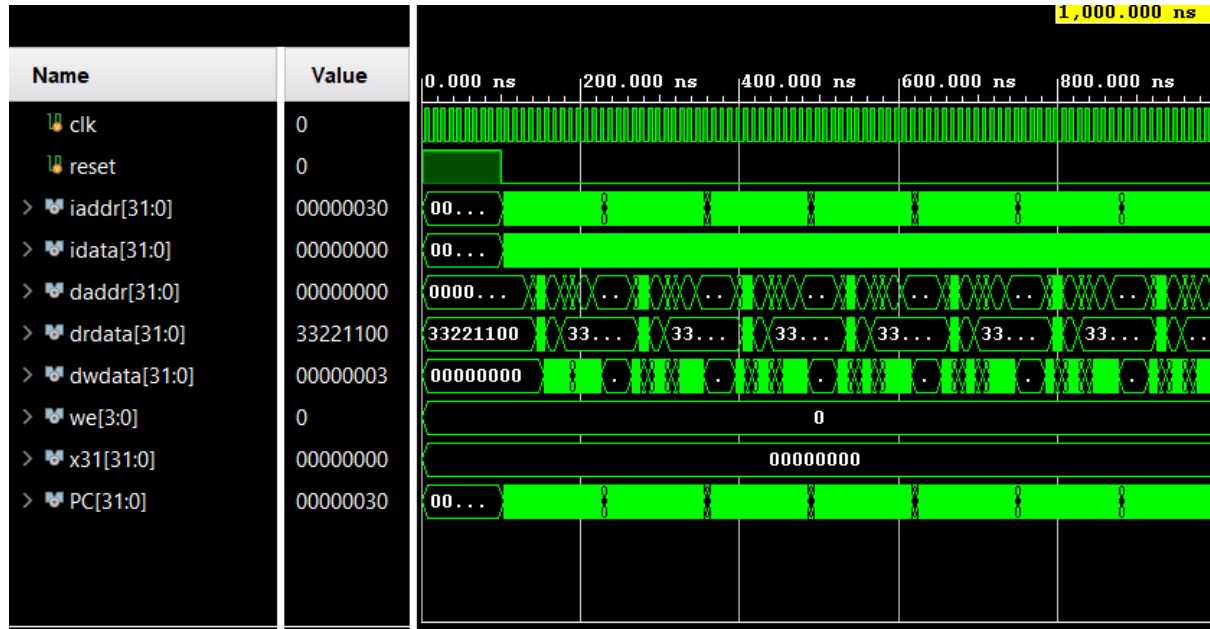 1,000.000 ns
Name Value
0.000 ns 200.000 ns 400.000 ns 600.000 ns 800.000 ns
clk 0
reset 0
iaddr[31:0] 00000030 00...
idata[31:0] 00000000 00...
daddr[31:0] 00000000 0000... .. .. .. .. .. ..
drdata[31:0] 33221100 33221100 33... 33... 33... 33... 33... 33... ..
dwdata[31:0] 00000003 00000000 . . . . . .
we[3:0] 0 0
x31[31:0] 00000000 00000000
PC[31:0] 00000030 00...